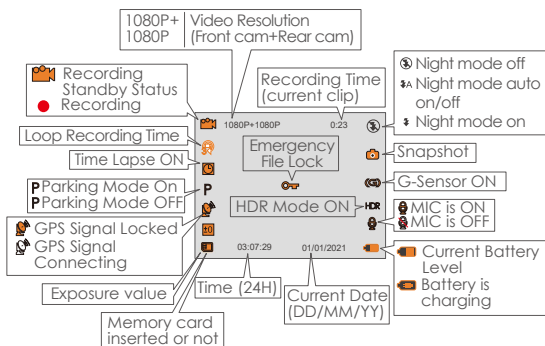 1080P+
1080P
Video Resolution
(Front cam+Rear cam)
Recording
Standby Status
Recording
Recording Time
(current clip)
Night mode off
A Night mode auto
on/off
Night mode on
1080P+1080P
0:23
Loop Recording Time
Emergency
File Lock
Snapshot
Time Lapse ON
G
G-Sensor ON
P Parking Mode On
P Parking Mode OFF
P
HDR Mode ON
HDR
MIC is ON
MIC is OFF
GPS Signal Locked
GPS Signal
Connecting
±0
03:07:29
01/01/2021
Current Battery
Level
Battery is
charging
Exposure value
Time (24H)
Current Date
(DD/MM/YY)
Memory card
inserted or not